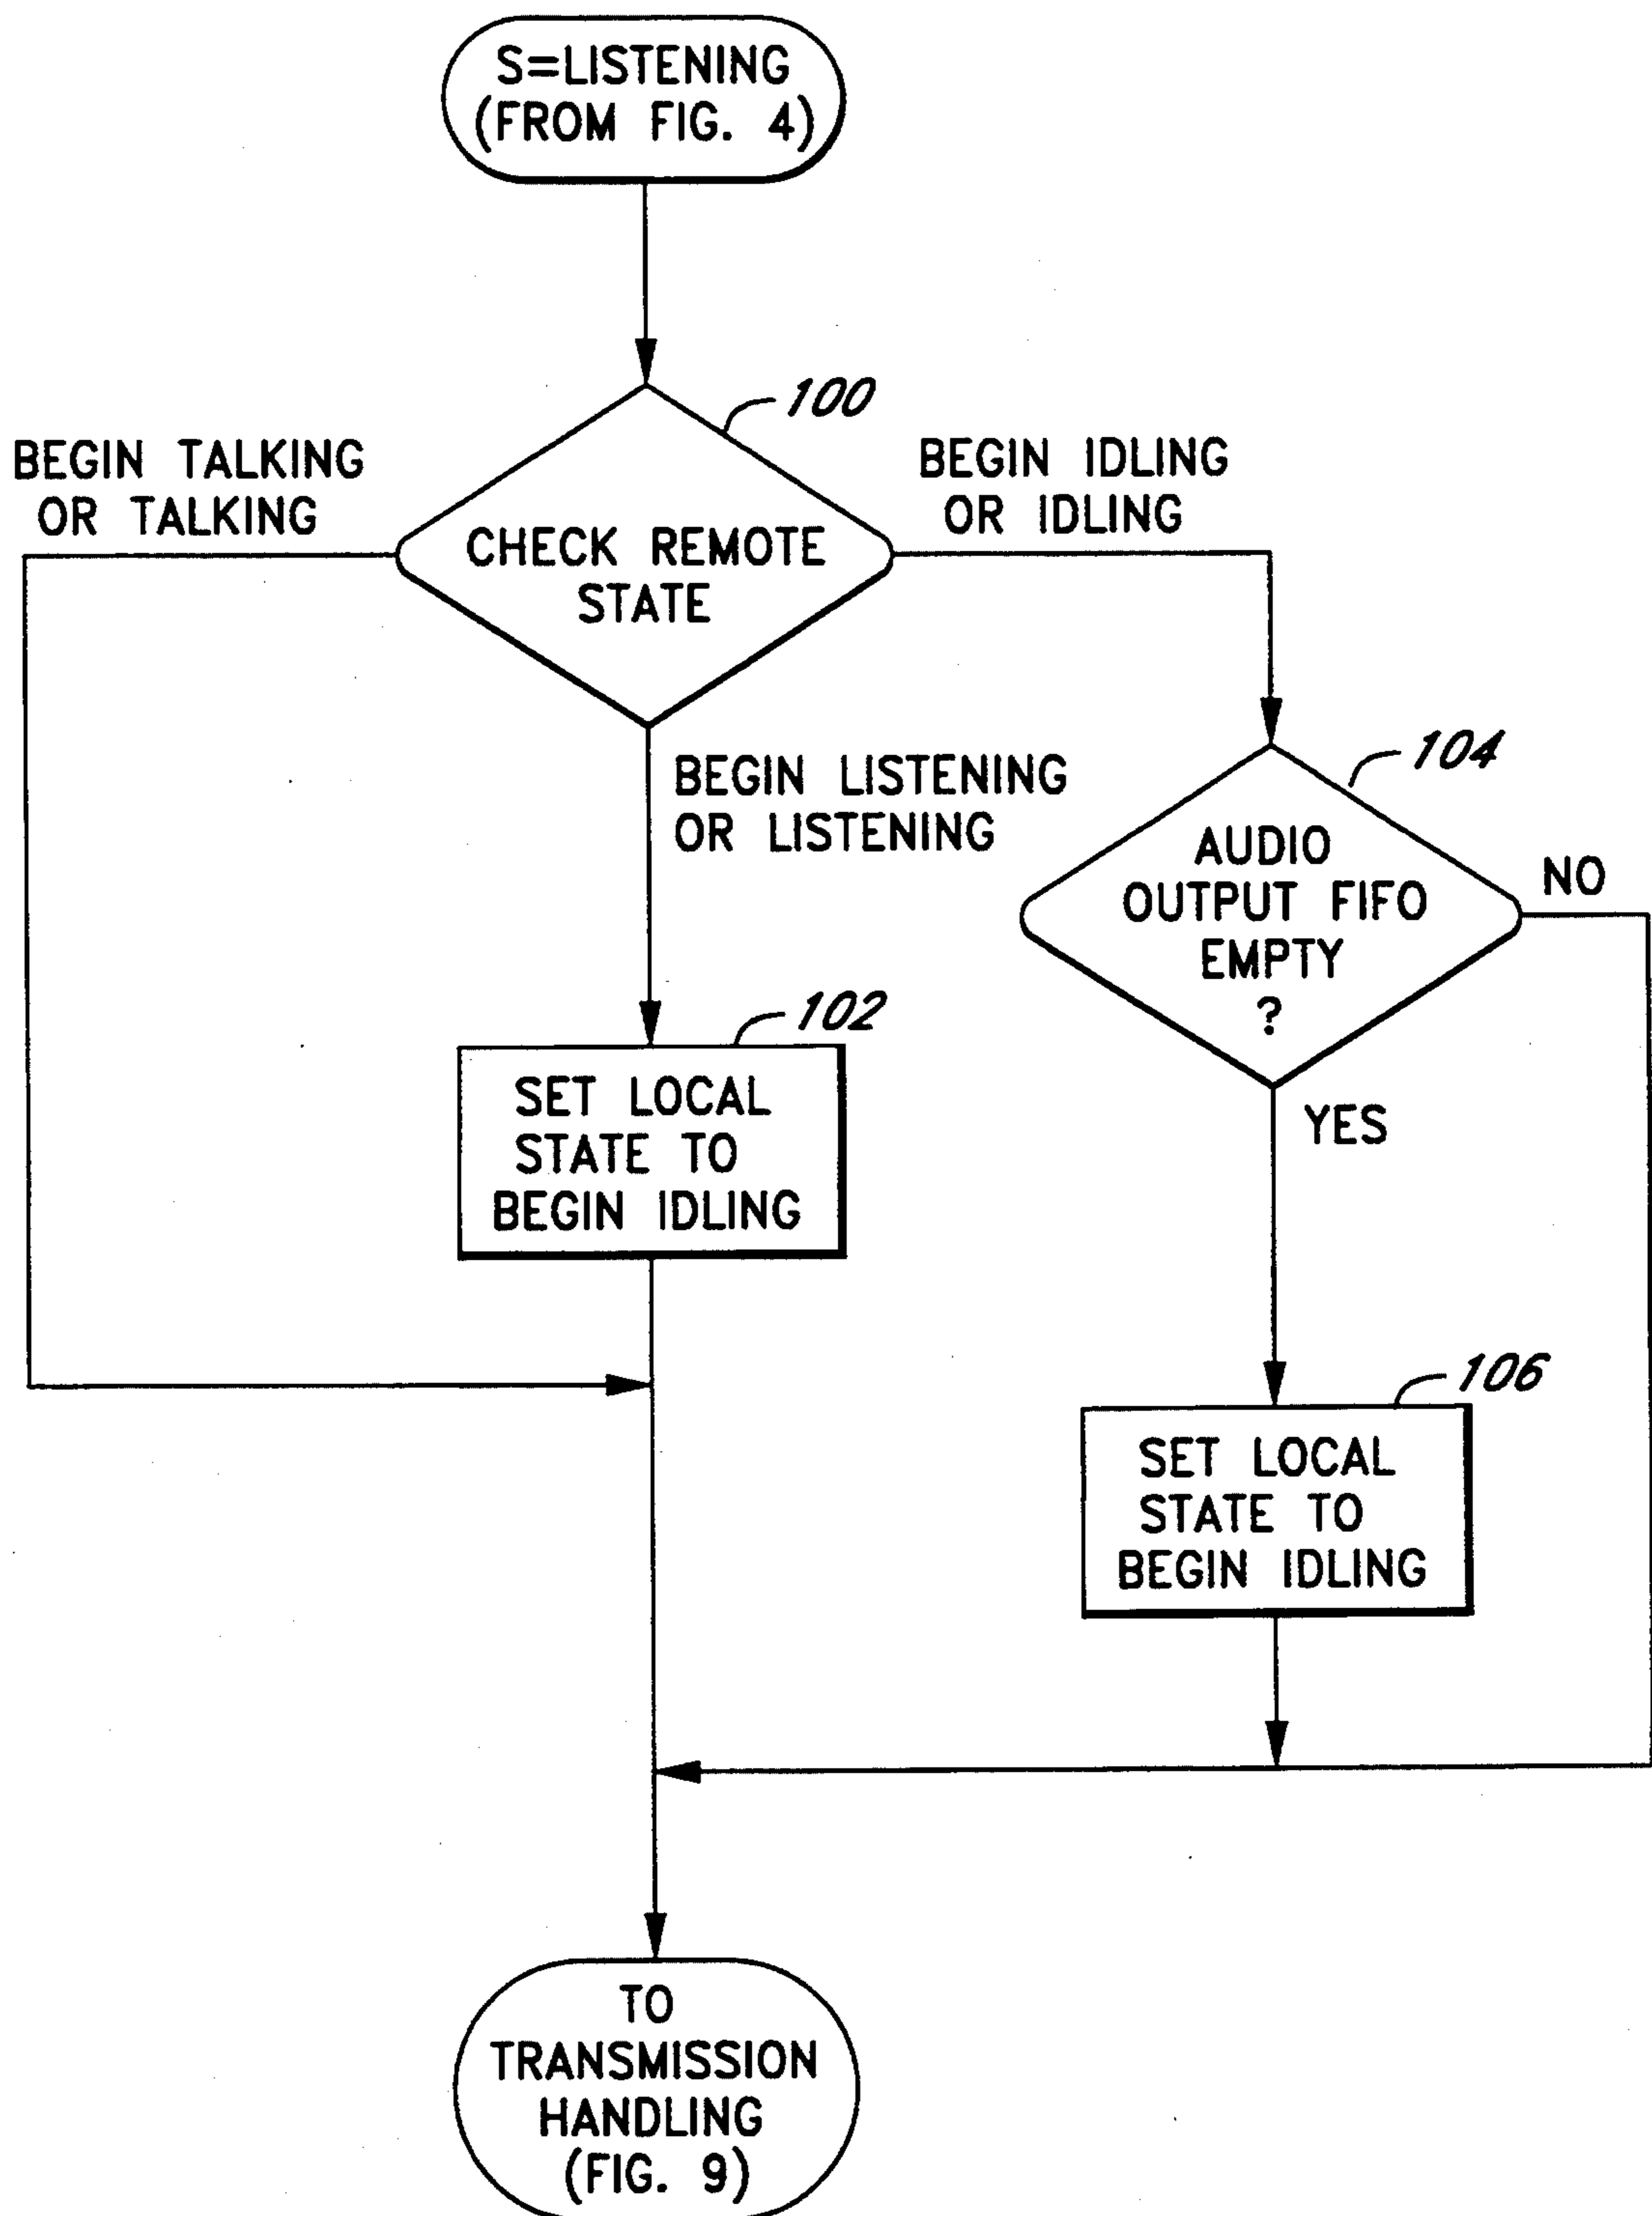 S=LISTENING
(FROM FIG. 4)
100
BEGIN TALKING
OR TALKING
BEGIN IDLING
OR IDLING
CHECK REMOTE
STATE
BEGIN LISTENING
OR LISTENING
104
AUDIO
OUTPUT FIFO
EMPTY
?
NO
YES
102
SET LOCAL
STATE TO
BEGIN IDLING
106
SET LOCAL
STATE TO
BEGIN IDLING
TO
TRANSMISSION
HANDLING
(FIG. 9)